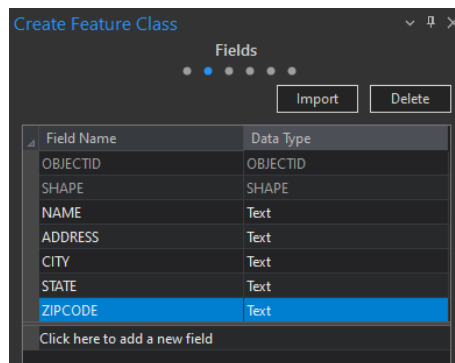 Create Feature Class
Fields
Import Delete
Field Name Data Type
OBJECTID OBJECTID
SHAPE SHAPE
NAME Text
ADDRESS Text
CITY Text
STATE Text
ZIPCODE Text
Click here to add a new field